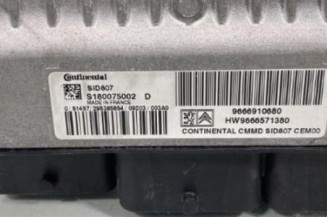 Continental
SID807
S180075002 D
MADE IN FRANCE
9666910680
HW9666571380
CONTINENTAL CMMD SID807 CEM00